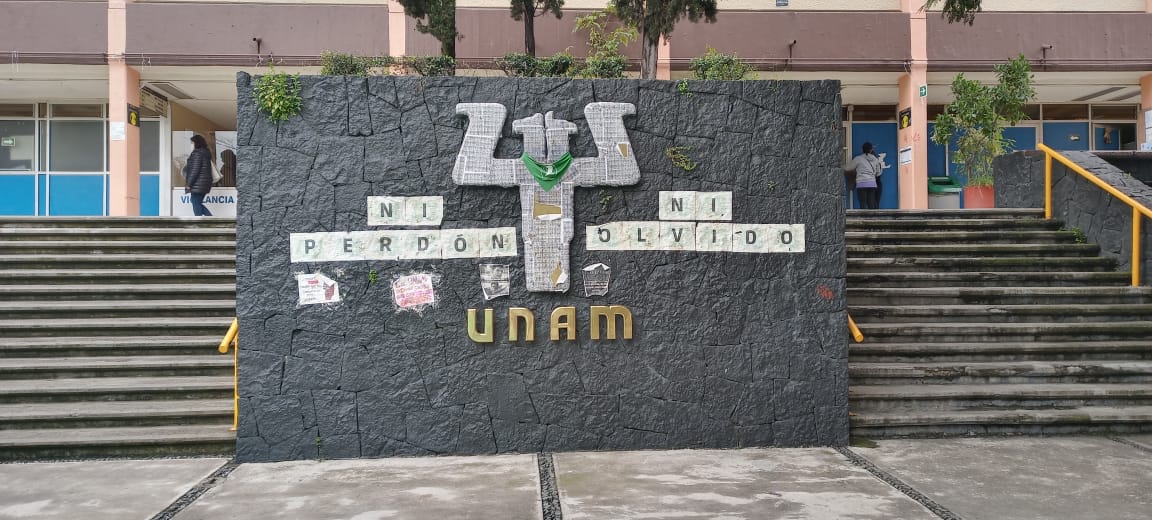 NI
PERDÓN
NI
OLVIDO
UNAM
VIGILANCIA